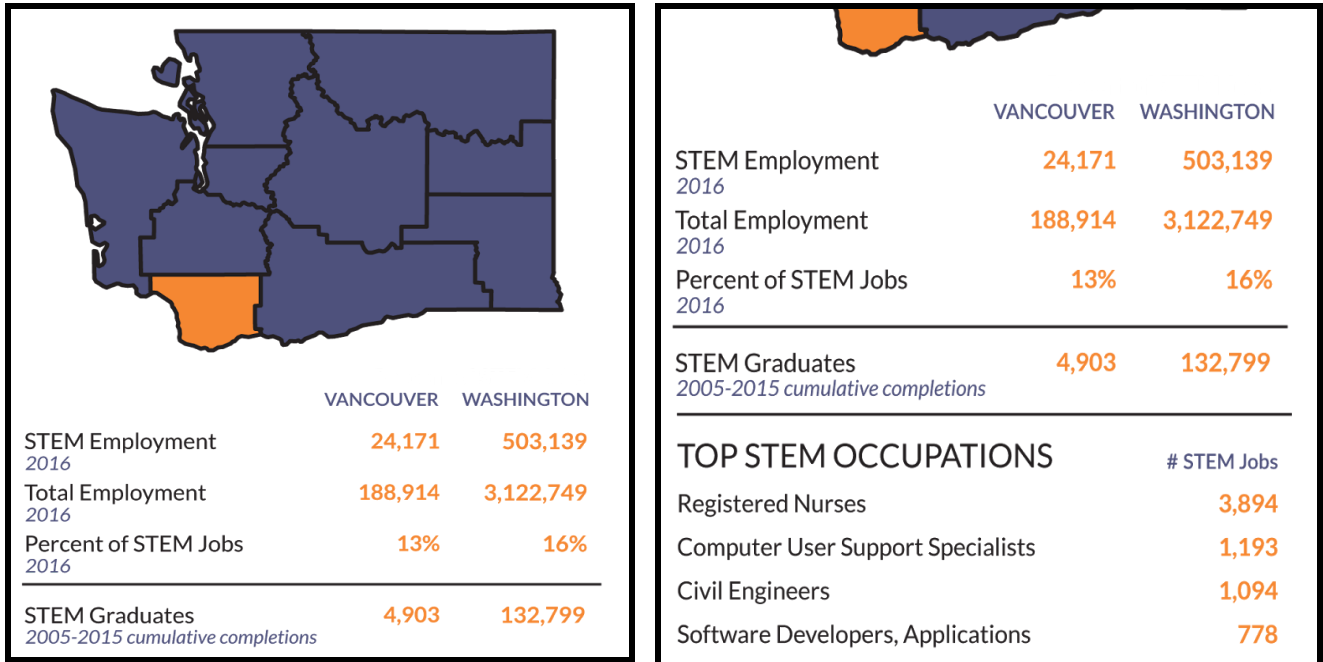 VANCOUVER WASHINGTON
STEM Employment 24,171 503,139
2016
Total Employment 188,914 3,122,749
2016
Percent of STEM Jobs 13% 16%
2016
STEM Graduates 4,903 132,799
2005-2015 cumulative completions
VANCOUVER WASHINGTON
STEM Employment 24,171 503,139
2016
Total Employment 188,914 3,122,749
2016
Percent of STEM Jobs 13% 16%
2016
STEM Graduates 4,903 132,799
2005-2015 cumulative completions
TOP STEM OCCUPATIONS # STEM Jobs
Registered Nurses 3,894
Computer User Support Specialists 1,193
Civil Engineers 1,094
Software Developers, Applications 778